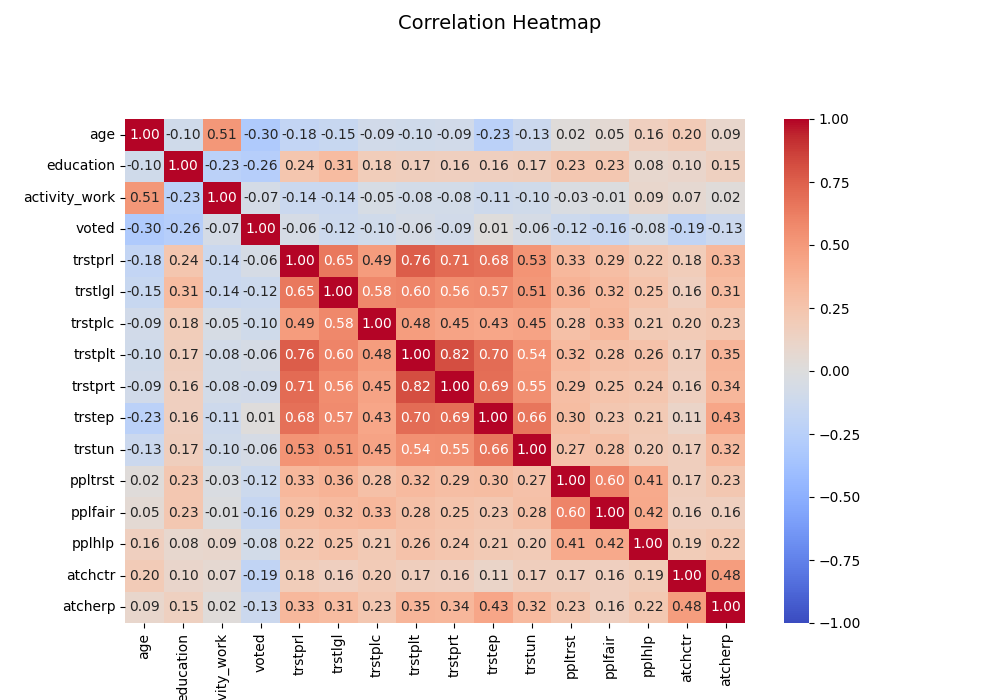 Correlation Heatmap
age 1.00 -0.10 0.51 -0.30 -0.18 -0.15 -0.09 -0.10 -0.09 -0.23 -0.13 0.02 0.05 0.16 0.20 0.09
education -0.10 1.00 -0.23 -0.26 0.24 0.31 0.18 0.17 0.16 0.16 0.17 0.23 0.23 0.08 0.10 0.15
activity_work 0.51 -0.23 1.00 -0.07 -0.14 -0.14 -0.05 -0.08 -0.08 -0.11 -0.10 -0.03 -0.01 0.09 0.07 0.02
voted -0.30 -0.26 -0.07 1.00 -0.06 -0.12 -0.10 -0.06 -0.09 0.01 -0.06 -0.12 -0.16 -0.08 -0.19 -0.13
trstprl -0.18 0.24 -0.14 -0.06 1.00 0.65 0.49 0.76 0.71 0.68 0.53 0.33 0.29 0.22 0.18 0.33
trstlgl -0.15 0.31 -0.14 -0.12 0.65 1.00 0.58 0.60 0.56 0.57 0.51 0.36 0.32 0.25 0.16 0.31
trstplc -0.09 0.18 -0.05 -0.10 0.49 0.58 1.00 0.48 0.45 0.43 0.45 0.28 0.33 0.21 0.20 0.23
trstplt -0.10 0.17 -0.08 -0.06 0.76 0.60 0.48 1.00 0.82 0.70 0.54 0.32 0.28 0.26 0.17 0.35
trstprt -0.09 0.16 -0.08 -0.09 0.71 0.56 0.45 0.82 1.00 0.69 0.55 0.29 0.25 0.24 0.16 0.34
trstep -0.23 0.16 -0.11 0.01 0.68 0.57 0.43 0.70 0.69 1.00 0.66 0.30 0.23 0.21 0.11 0.43
trstun -0.13 0.17 -0.10 -0.06 0.53 0.51 0.45 0.54 0.55 0.66 1.00 0.27 0.28 0.20 0.17 0.32
ppltrst 0.02 0.23 -0.03 -0.12 0.33 0.36 0.28 0.32 0.29 0.30 0.27 1.00 0.60 0.41 0.17 0.23
pplfair 0.05 0.23 -0.01 -0.16 0.29 0.32 0.33 0.28 0.25 0.23 0.28 0.60 1.00 0.42 0.16 0.16
pplhlp 0.16 0.08 0.09 -0.08 0.22 0.25 0.21 0.26 0.24 0.21 0.20 0.41 0.42 1.00 0.19 0.22
atchctr 0.20 0.10 0.07 -0.19 0.18 0.16 0.20 0.17 0.16 0.11 0.17 0.17 0.16 0.19 1.00 0.48
atcherp 0.09 0.15 0.02 -0.13 0.33 0.31 0.23 0.35 0.34 0.43 0.32 0.23 0.16 0.22 0.48 1.00
age
education
vity_work
voted
trstprl
trstlgl
trstplc
trstplt
trstprt
trstep
trstun
ppltrst
pplfair
pplhlp
atchctr
atcherp
1.00
0.75
0.50
0.25
0.00
−0.25
−0.50
−0.75
−1.00